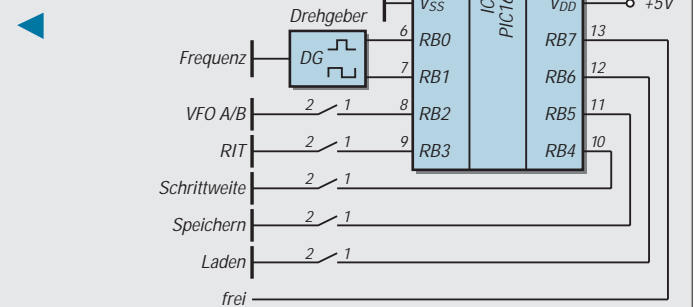 VSS VDD +5V
Drehgeber
6 RB0 RB7 13
Frequenz DG
7 RB1 RB6 12
VFO A/B 2 1 8 RB2 RB5 11
RIT 2 1 9 RB3 RB4 10
Schrittweite 2 1
Speichern 2 1
Laden 2 1
frei